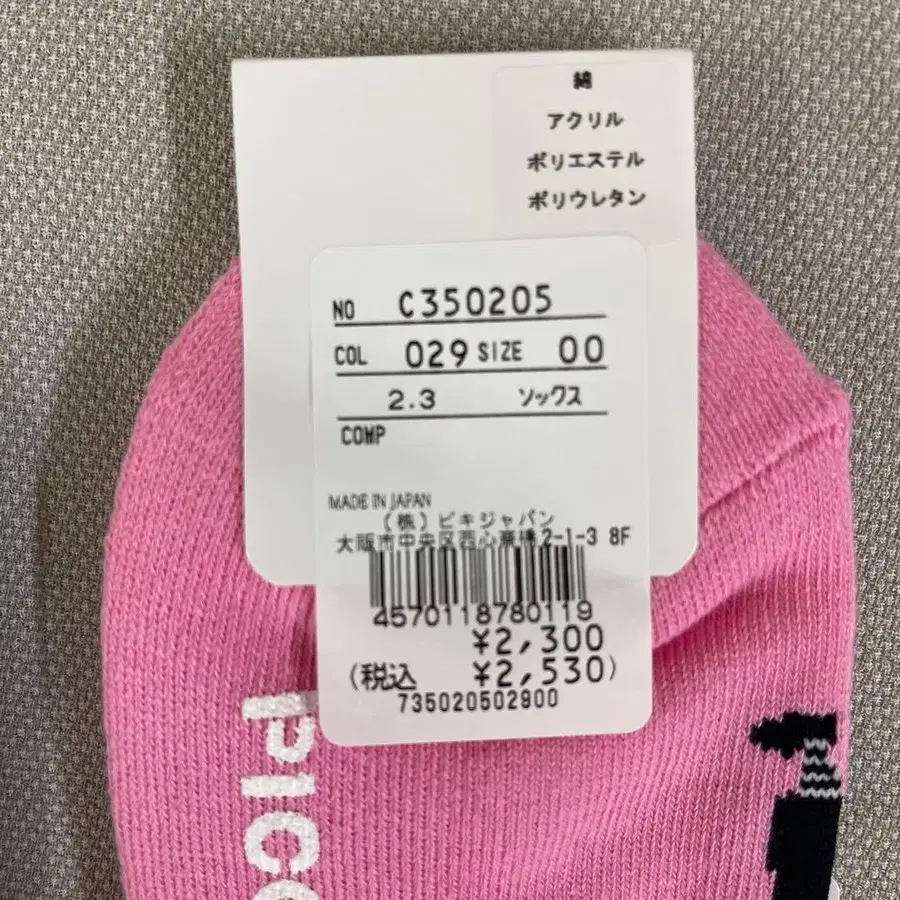 綿
アクリル
ポリエステル
ポリウレタン
NO C350205
COL 029 SIZE 00
2.3 ソックス
COMP
MADE IN JAPAN
(株)ピキジャパン
大阪市中央区西心斎橋2-1-3 8F
4570118780119
¥2,300
(税込 ¥2,530)
735020502900
PICO